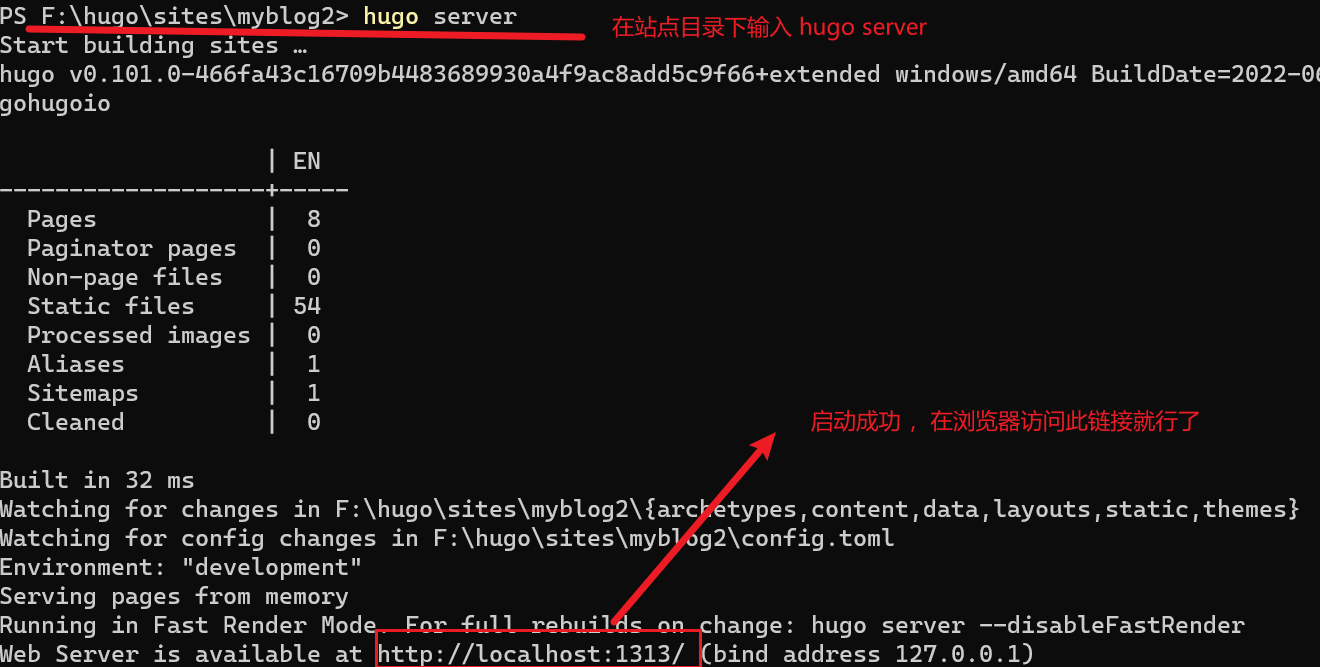 PS F:\hugo\sites\myblog2> hugo server
在站点目录下输入 hugo server
Start building sites …
hugo v0.101.0-466fa43c16709b4483689930a4f9ac8add5c9f66+extended windows/amd64 BuildDate=2022-06
gohugoio
| EN
-------------------+-----
Pages | 8
Paginator pages | 0
Non-page files | 0
Static files | 54
Processed images | 0
Aliases | 1
Sitemaps | 1
Cleaned | 0
启动成功，在浏览器访问此链接就行了
Built in 32 ms
Watching for changes in F:\hugo\sites\myblog2\{archetypes,content,data,layouts,static,themes}
Watching for config changes in F:\hugo\sites\myblog2\config.toml
Environment: "development"
Serving pages from memory
Running in Fast Render Mode. For full rebuilds on change: hugo server --disableFastRender
Web Server is available at http://localhost:1313/ (bind address 127.0.0.1)